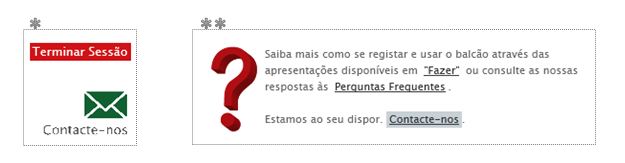 *
Terminar Sessão
Contacte-nos
**
Saiba mais como se registar e usar o balcão através das
apresentações disponíveis em "Fazer" ou consulte as nossas
respostas às Perguntas Frequentes .
Estamos ao seu dispor. Contacte-nos.